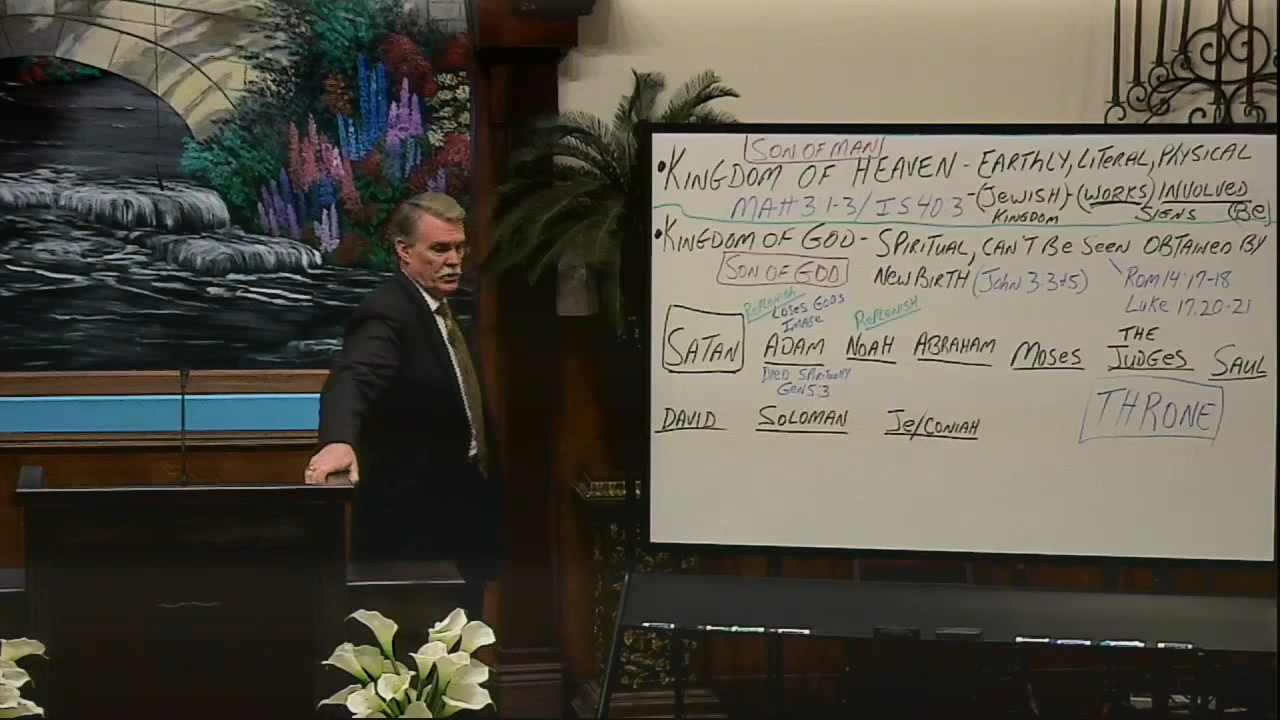 SON OF MAN
• KINGDOM OF HEAVEN - EARTHLY, LITERAL, PHYSICAL
MATT 3 1-3 / IS 40:3 - (JEWISH) - (WORKS) INVOLVED
KINGDOM SIGNS (BE)
• KINGDOM OF GOD - SPIRITUAL, CAN'T BE SEEN OBTAINED BY
SON OF GOD NEW BIRTH (John 3:3+5) Rom 14:17-18
Luke 17.20-21
REPLENISH LOSES GOD'S IMAGE REPLENISH
SATAN ADAM NOAH ABRAHAM MOSES THE JUDGES SAUL
DIED SPIRITUALLY
GEN 5:3
DAVID SOLOMAN Je/CONIAH THRONE